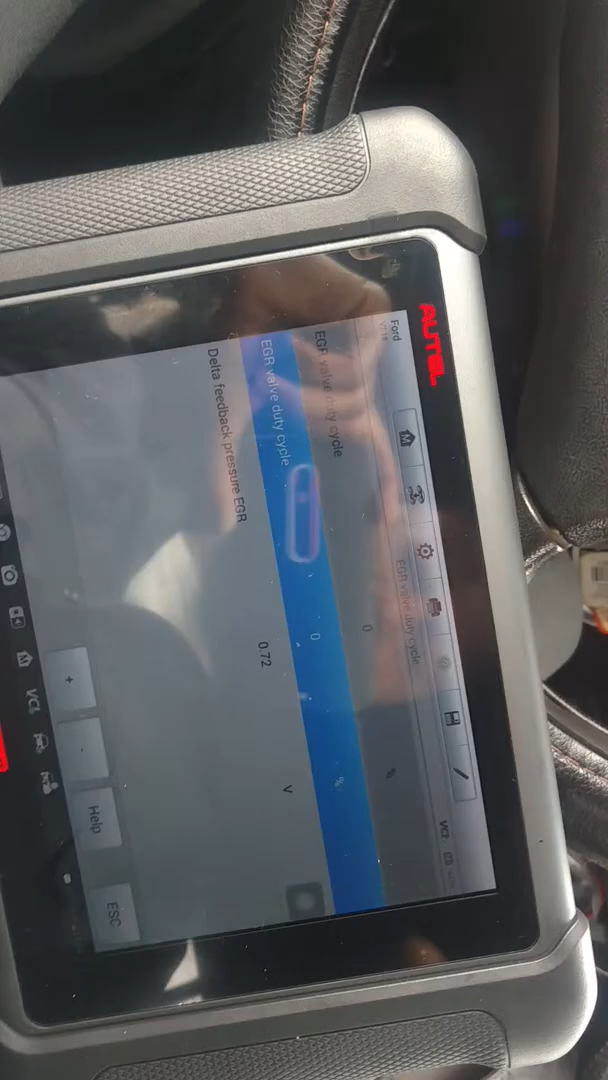 AUTEL
Ford
EGR valve duty cycle
EGR valve duty cycle 0 %
EGR valve duty cycle 0 %
Delta feedback pressure EGR 0.72 V
+ - Help ESC
VCI